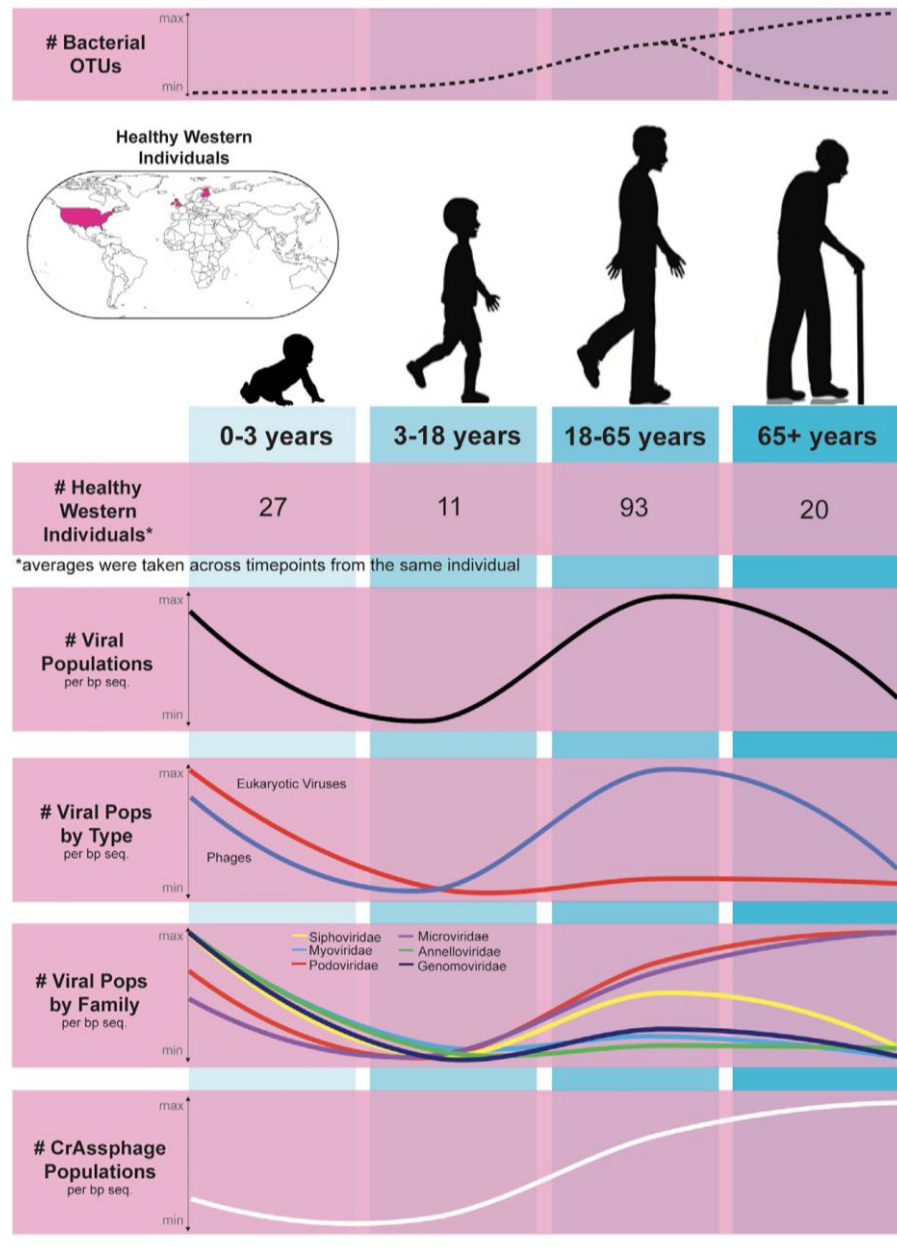 max
# Bacterial
OTUs
min
Healthy Western
Individuals
0-3 years
3-18 years
18-65 years
65+ years
# Healthy
Western
Individuals*
27
11
93
20
*averages were taken across timepoints from the same individual
max
# Viral
Populations
per bp seq.
min
max
# Viral Pops
by Type
per bp seq.
min
Eukaryotic Viruses
Phages
max
# Viral Pops
by Family
per bp seq.
min
Siphoviridae
Myoviridae
Podoviridae
Microviridae
Annelloviridae
Genomoviridae
max
# CrAssphage
Populations
per bp seq.
min